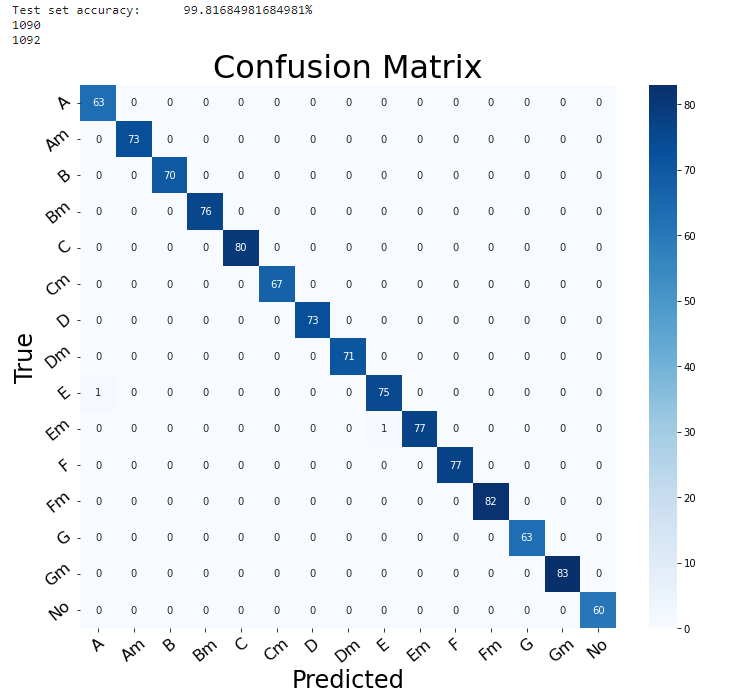 Test set accuracy: 99.81684981684981%
1090
1092
Confusion Matrix
A 63 0 0 0 0 0 0 0 0 0 0 0 0 0 0
Am 0 73 0 0 0 0 0 0 0 0 0 0 0 0 0
B 0 0 70 0 0 0 0 0 0 0 0 0 0 0 0
Bm 0 0 0 76 0 0 0 0 0 0 0 0 0 0 0
C 0 0 0 0 80 0 0 0 0 0 0 0 0 0 0
Cm 0 0 0 0 0 67 0 0 0 0 0 0 0 0 0
D 0 0 0 0 0 0 73 0 0 0 0 0 0 0 0
Dm 0 0 0 0 0 0 0 71 0 0 0 0 0 0 0
E 1 0 0 0 0 0 0 0 75 0 0 0 0 0 0
Em 0 0 0 0 0 0 0 0 1 77 0 0 0 0 0
F 0 0 0 0 0 0 0 0 0 0 77 0 0 0 0
Fm 0 0 0 0 0 0 0 0 0 0 0 82 0 0 0
G 0 0 0 0 0 0 0 0 0 0 0 0 63 0 0
Gm 0 0 0 0 0 0 0 0 0 0 0 0 0 83 0
No 0 0 0 0 0 0 0 0 0 0 0 0 0 0 60
A Am B Bm C Cm D Dm E Em F Fm G Gm No
True
Predicted
80
70
60
50
40
30
20
10
0